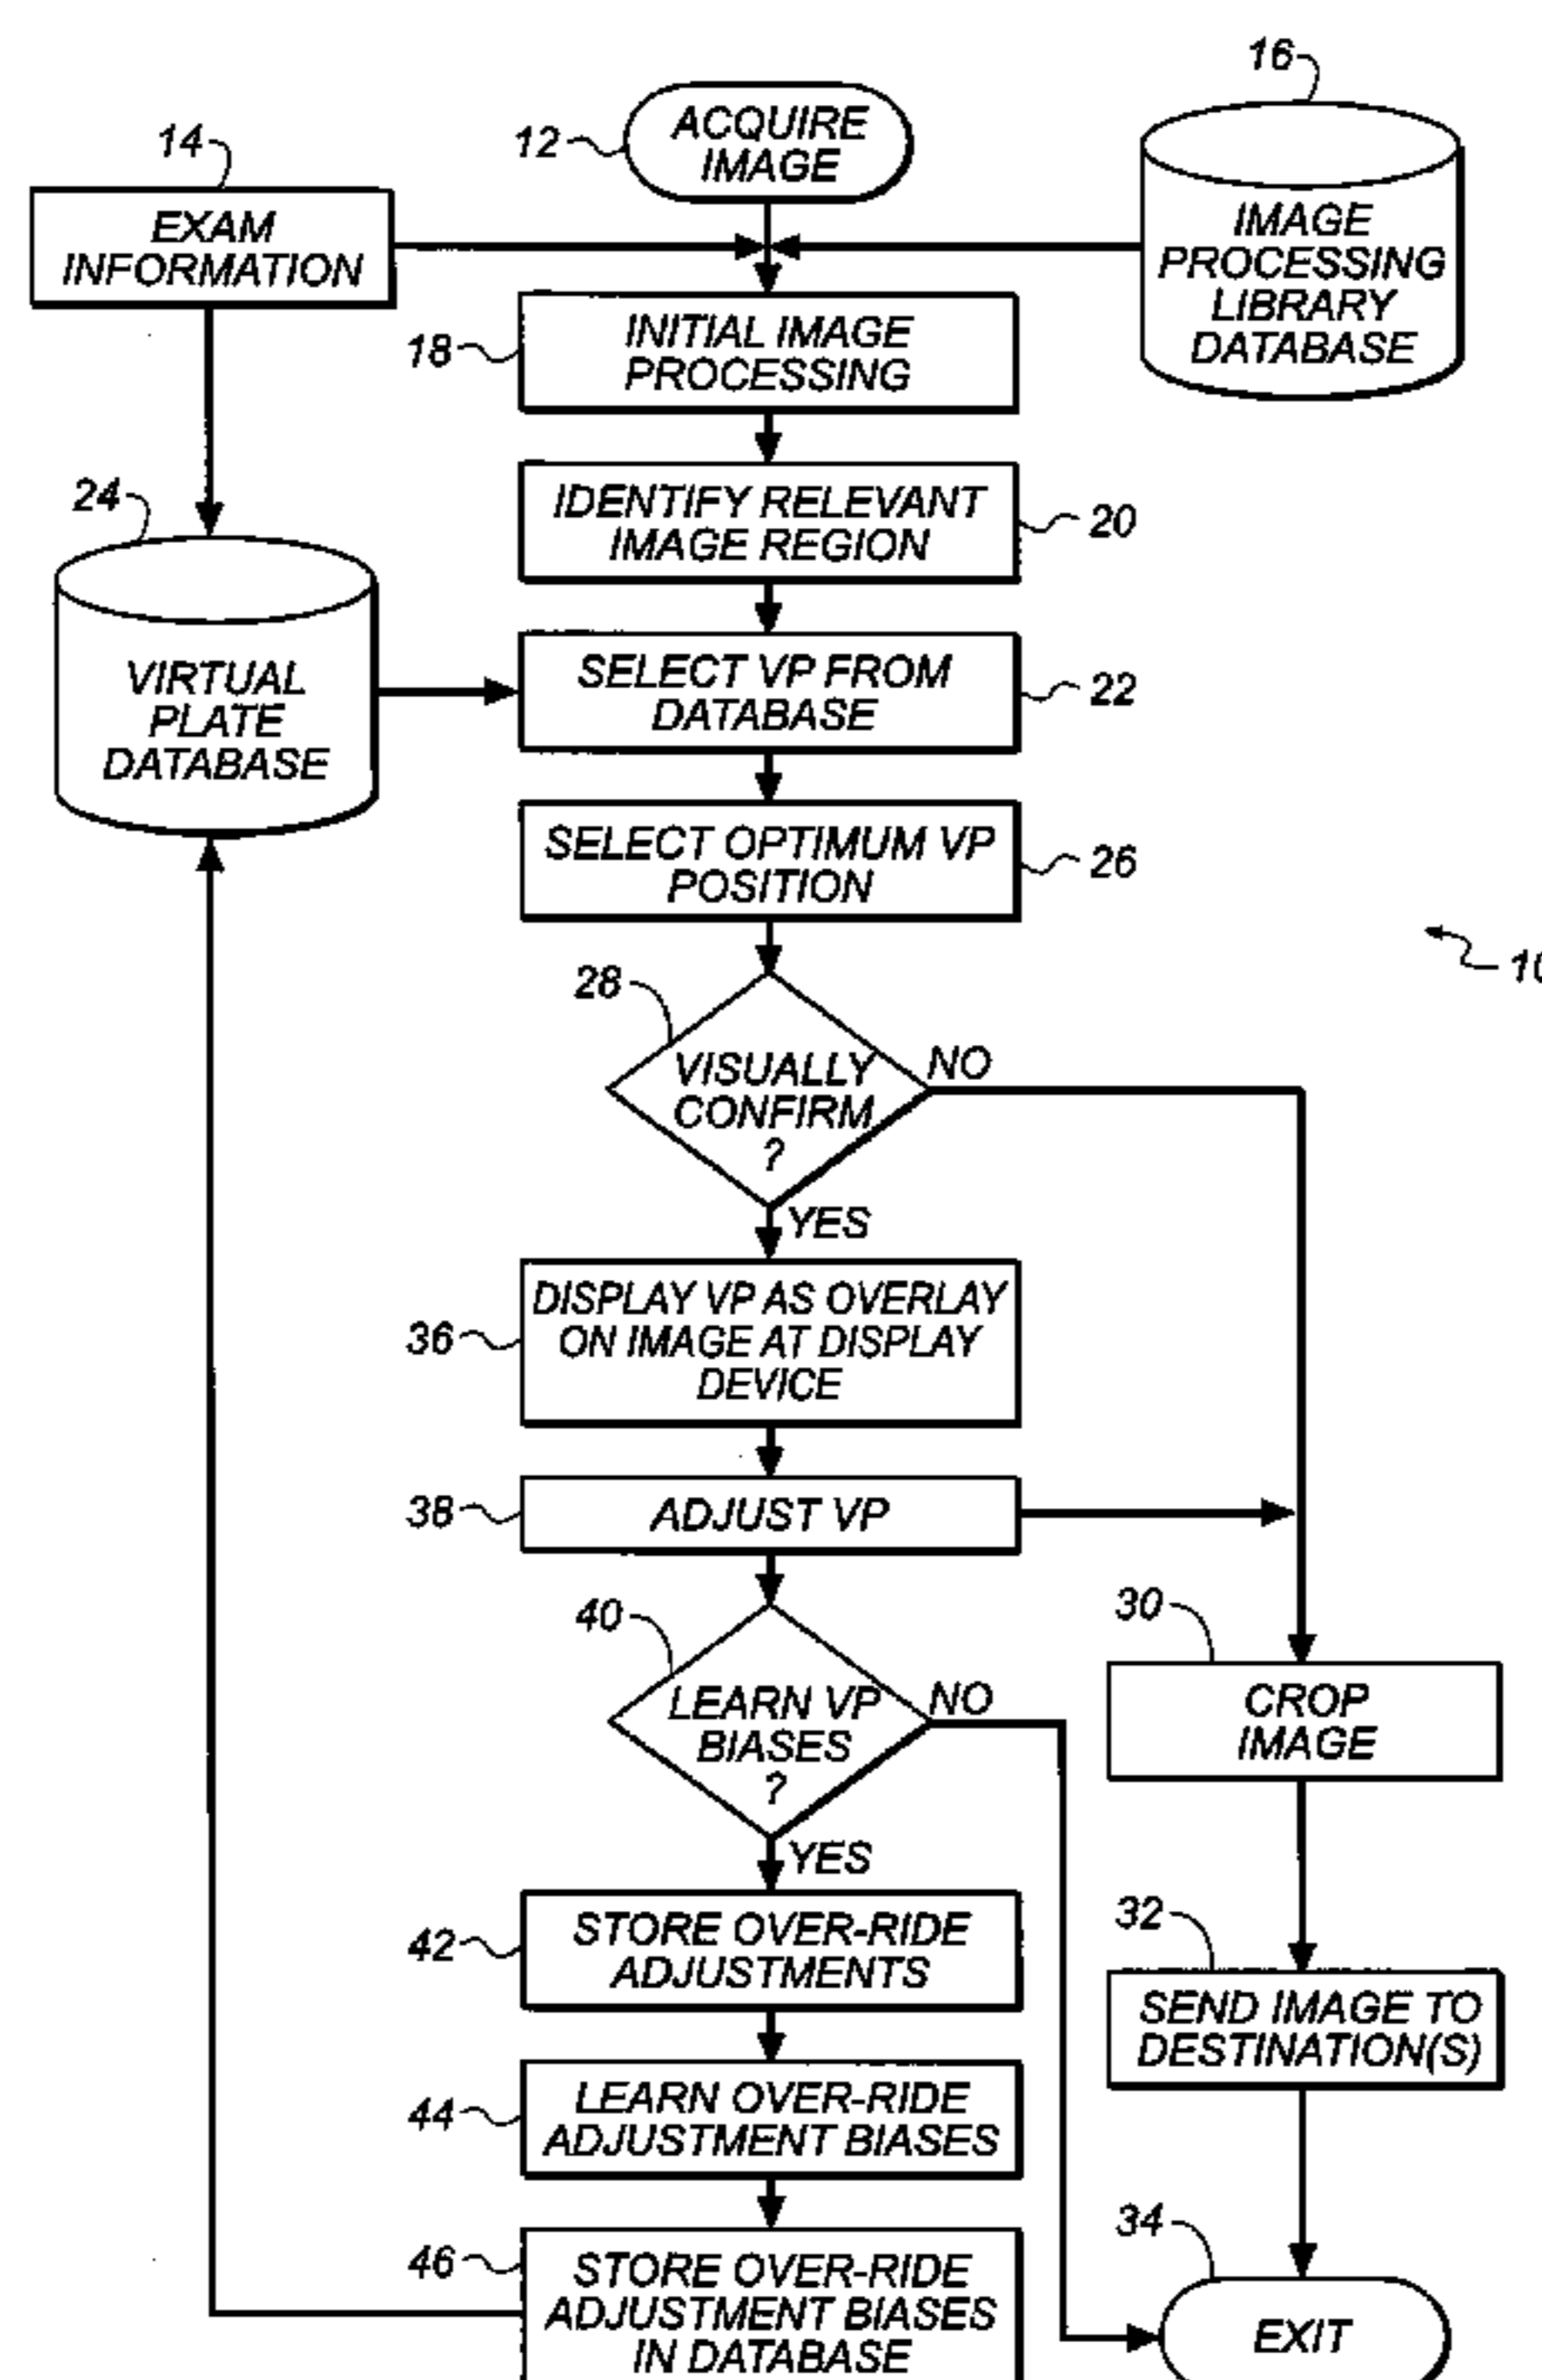 16
12
ACQUIRE
IMAGE
14
EXAM
INFORMATION
IMAGE
PROCESSING
LIBRARY
DATABASE
18
INITIAL IMAGE
PROCESSING
24
IDENTIFY RELEVANT
IMAGE REGION
20
VIRTUAL
PLATE
DATABASE
SELECT VP FROM
DATABASE
22
SELECT OPTIMUM VP
POSITION
26
10
28
VISUALLY
CONFIRM
?
NO
YES
36
DISPLAY VP AS OVERLAY
ON IMAGE AT DISPLAY
DEVICE
38
ADJUST VP
40
LEARN VP
BIASES
?
NO
YES
30
CROP
IMAGE
42
STORE OVER-RIDE
ADJUSTMENTS
32
SEND IMAGE TO
DESTINATION(S)
44
LEARN OVER-RIDE
ADJUSTMENT BIASES
46
STORE OVER-RIDE
ADJUSTMENT BIASES
IN DATABASE
34
EXIT